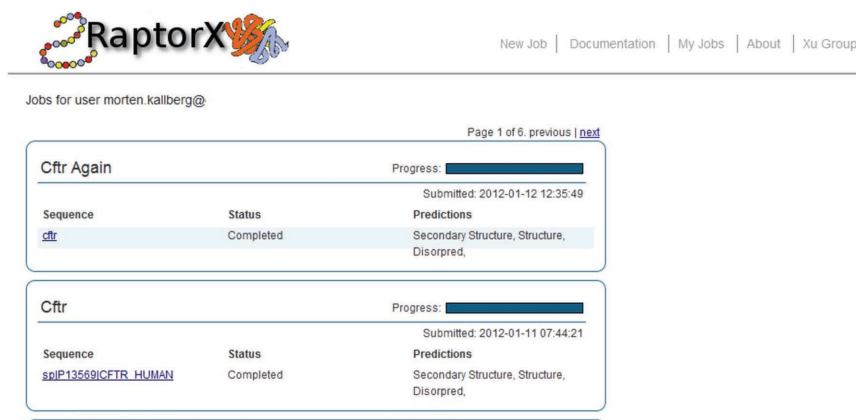 RaptorX
New Job | Documentation | My Jobs | About | Xu Group
Jobs for user morten.kallberg@
Page 1 of 6. previous | next
Cftr Again Progress:
Submitted: 2012-01-12 12:35:49
Sequence Status Predictions
cftr Completed Secondary Structure, Structure,
Disorpred,
Cftr Progress:
Submitted: 2012-01-11 07:44:21
Sequence Status Predictions
sp|P13569|CFTR_HUMAN Completed Secondary Structure, Structure,
Disorpred,